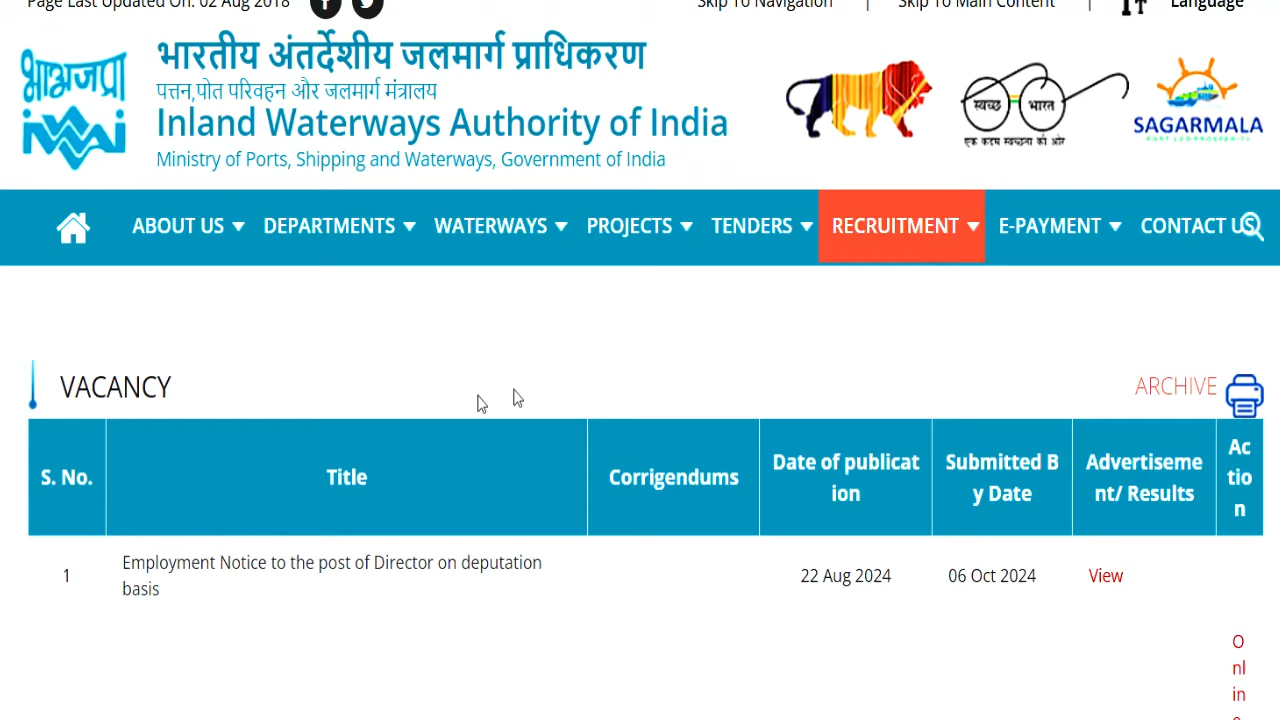 Page Last Updated On: 02 Aug 2018
Skip To Navigation | Skip To Main Content | Language
भारतीय अंतर्देशीय जलमार्ग प्राधिकरण
पत्तन,पोत परिवहन और जलमार्ग मंत्रालय
Inland Waterways Authority of India
Ministry of Ports, Shipping and Waterways, Government of India
भाअजप्रा
IWAI
स्वच्छ भारत
एक कदम स्वच्छता की ओर
SAGARMALA
PORT-LED PROSPERITY
ABOUT US DEPARTMENTS WATERWAYS PROJECTS TENDERS RECRUITMENT E-PAYMENT CONTACT US
VACANCY
ARCHIVE
S. No. Title Corrigendums Date of publicat
ion Submitted B
y Date Advertiseme
nt/ Results Ac
tio
n
1 Employment Notice to the post of Director on deputation
basis 22 Aug 2024 06 Oct 2024 View
O
nl
in
e